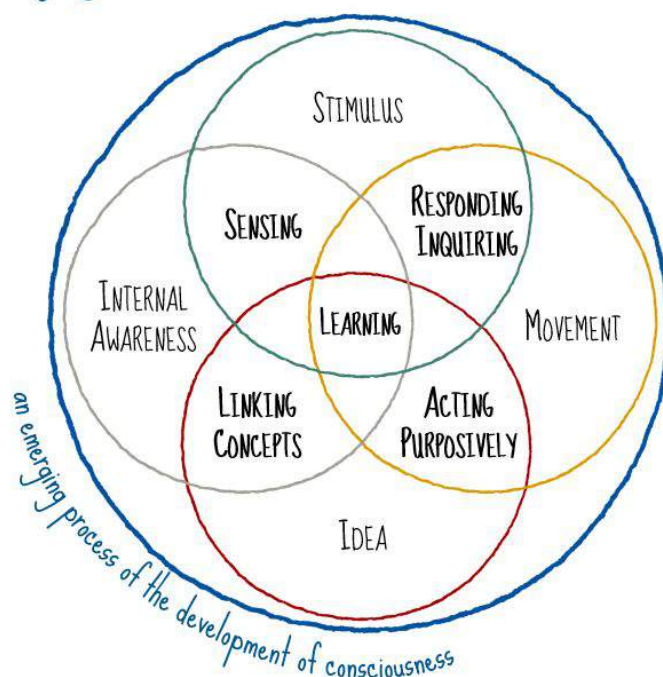 STIMULUS
SENSING
RESPONDING
INQUIRING
INTERNAL
AWARENESS
LEARNING
MOVEMENT
LINKING
CONCEPTS
ACTING
PURPOSIVELY
IDEA
an emerging process of the development of consciousness